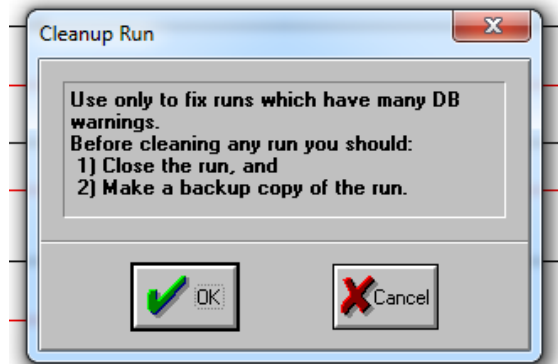 Cleanup Run
Use only to fix runs which have many DB
warnings.
Before cleaning any run you should:
1) Close the run, and
2) Make a backup copy of the run.
OK
Cancel